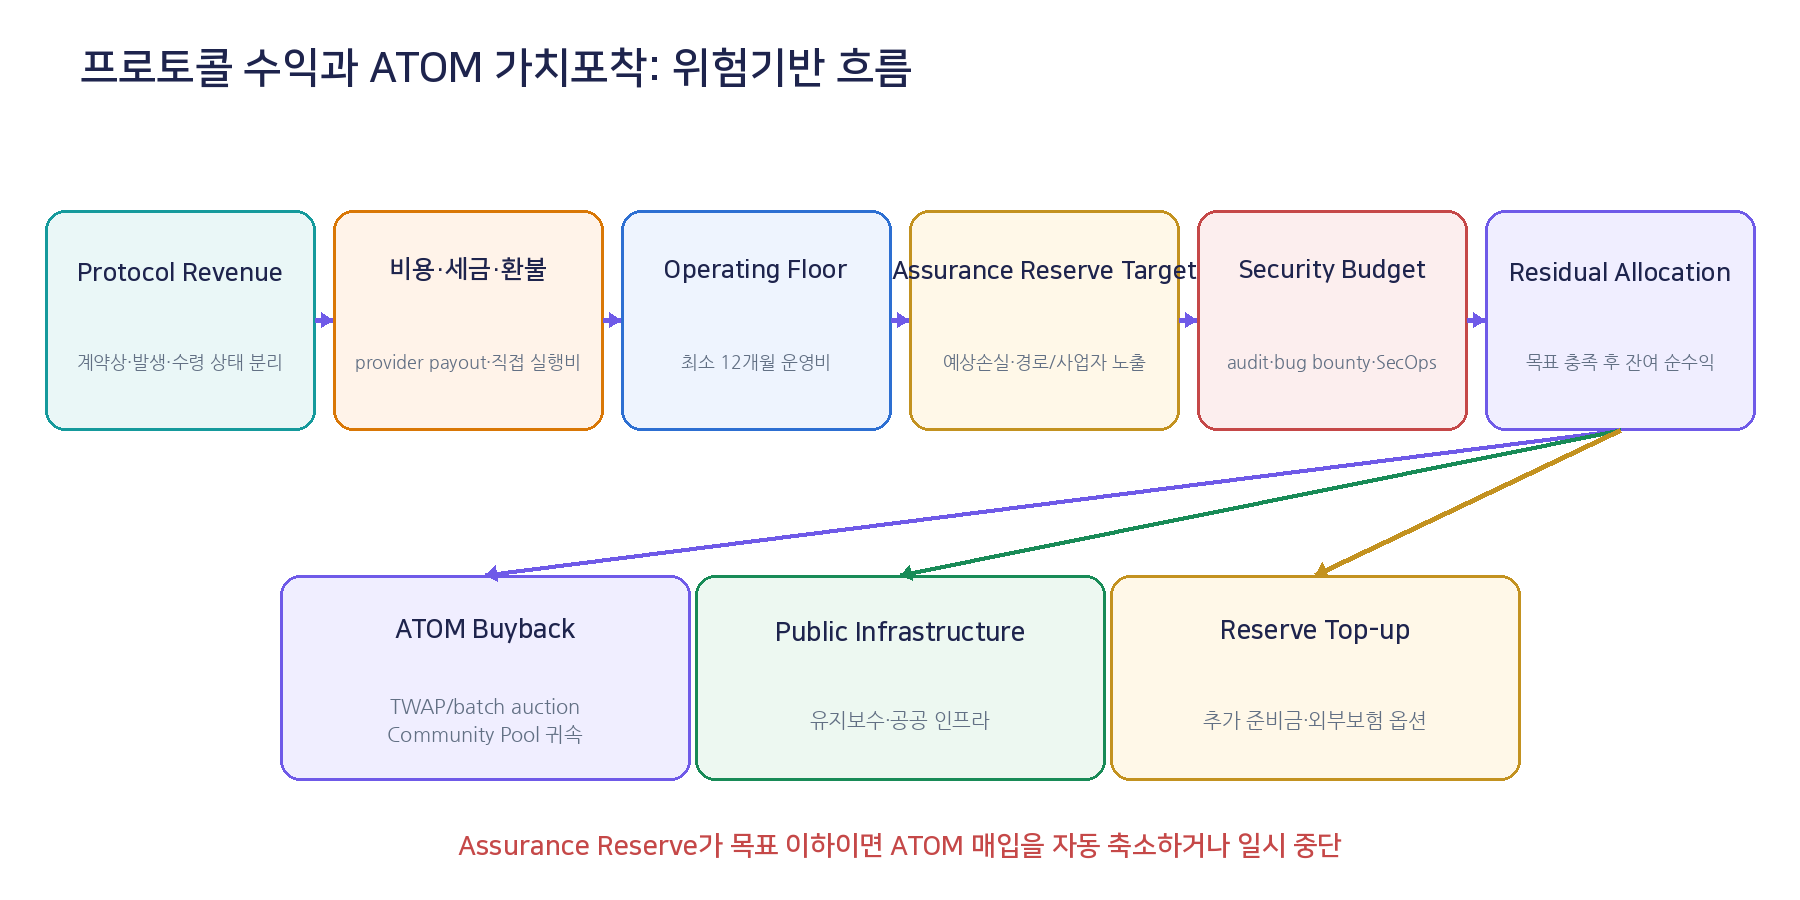 프로토콜 수익과 ATOM 가치포착: 위험기반 흐름
Protocol Revenue
계약상·발생·수령 상태 분리
비용·세금·환불
provider payout·직접 실행비
Operating Floor
최소 12개월 운영비
Assurance Reserve Target
예상손실·경로/사업자 노출
Security Budget
audit·bug bounty·SecOps
Residual Allocation
목표 충족 후 잔여 순수익
ATOM Buyback
TWAP/batch auction
Community Pool 귀속
Public Infrastructure
유지보수·공공 인프라
Reserve Top-up
추가 준비금·외부보험 옵션
Assurance Reserve가 목표 이하이면 ATOM 매입을 자동 축소하거나 일시 중단